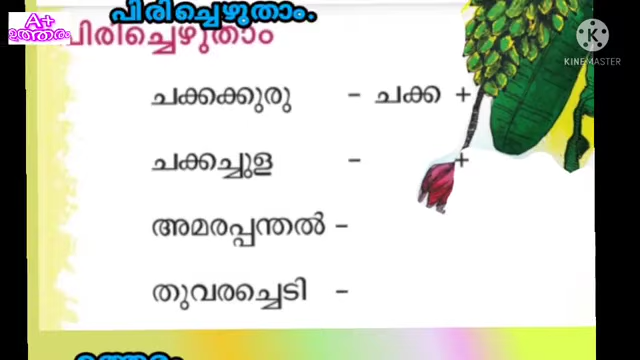 A+
ഉത്തരം
പിരിച്ചെഴുതാം.
പിരിച്ചെഴുതാം
KINEMASTER
ചക്കക്കുരു – ചക്ക +
ചക്കച്ചുള – +
അമരപ്പന്തൽ –
തുവരച്ചെടി –